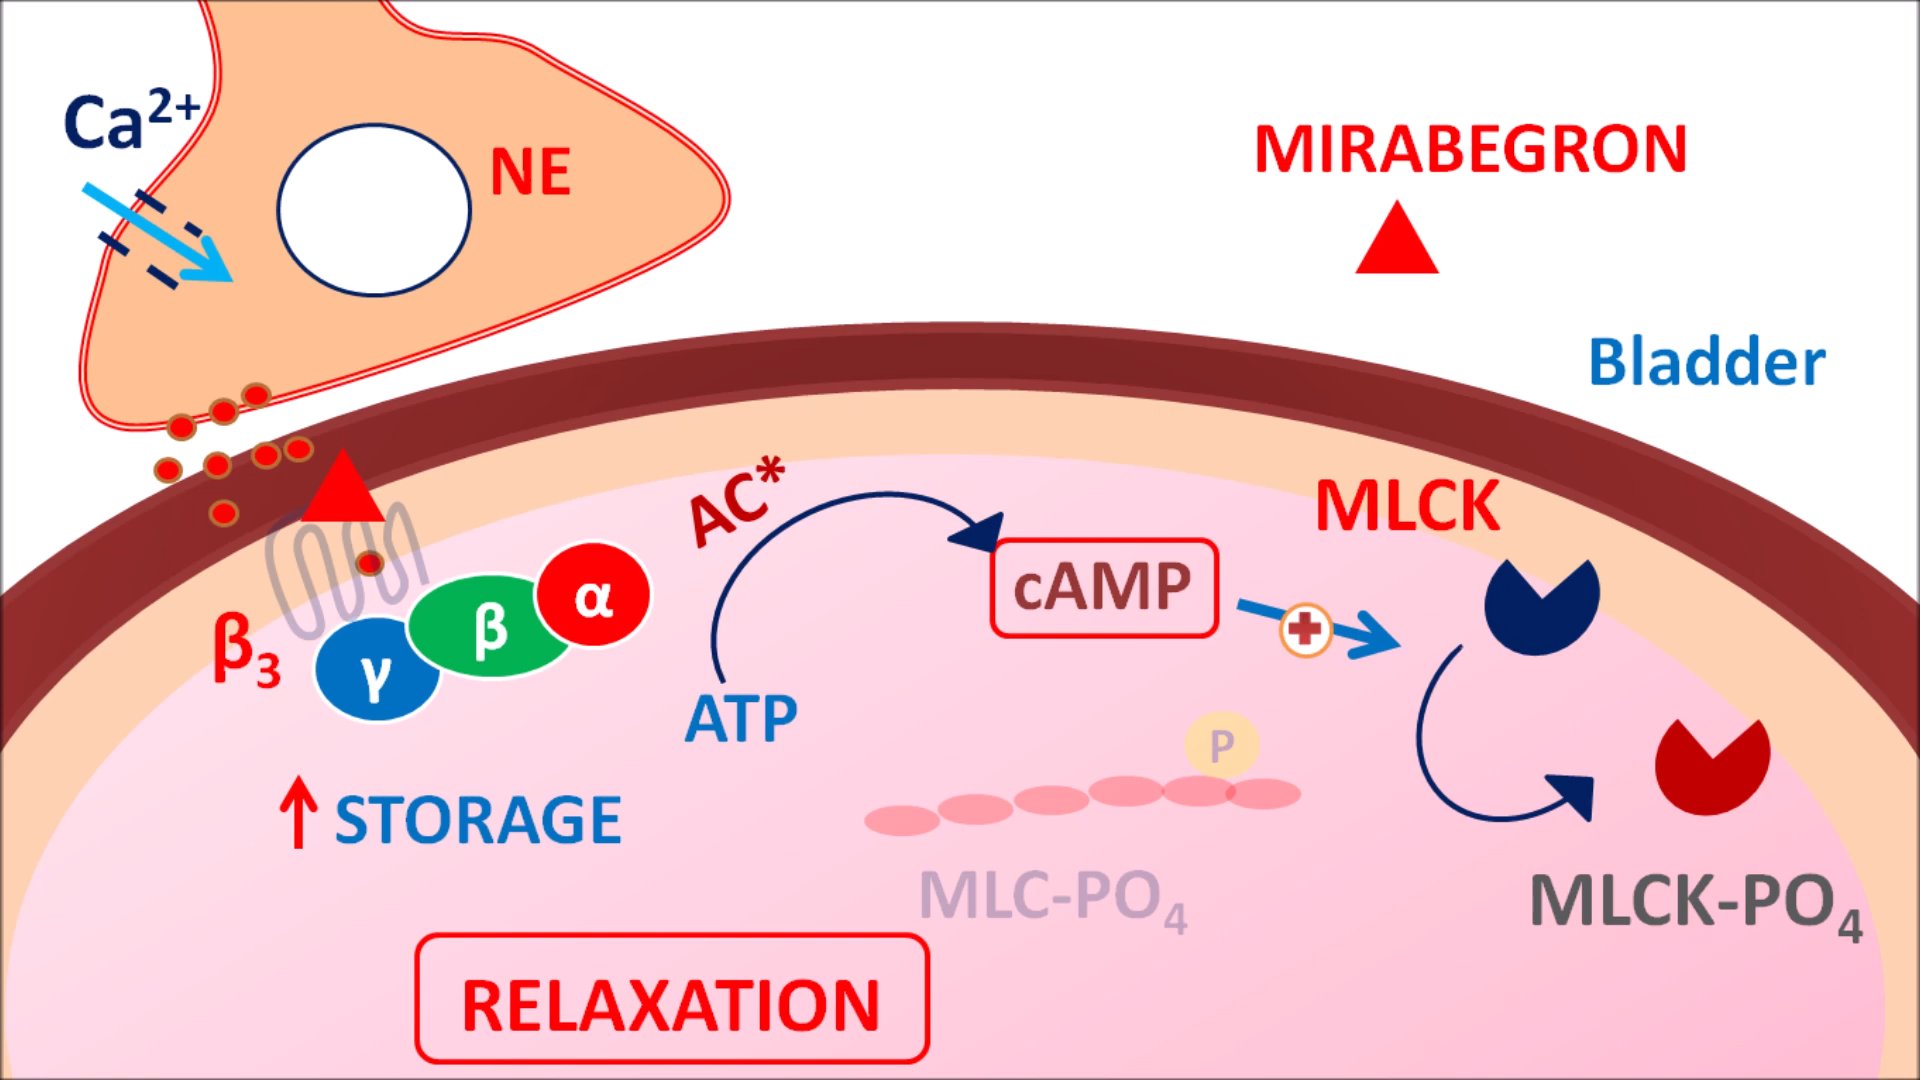 Ca²⁺
NE
MIRABEGRON
Bladder
AC*
MLCK
cAMP
β₃
γ
β
α
ATP
P
STORAGE
MLC-PO₄
MLCK-PO₄
RELAXATION